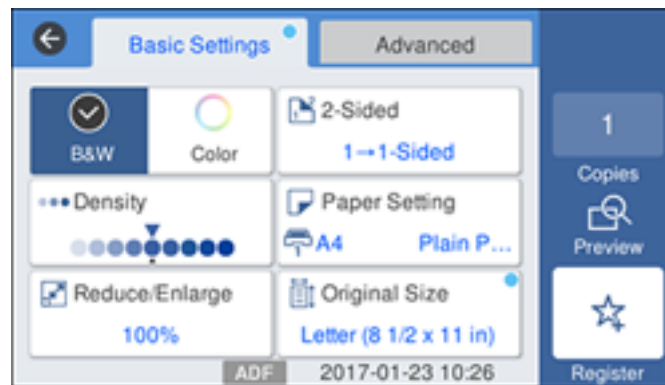 Basic Settings
Advanced
B&W
Color
2-Sided
1→1-Sided
1
Copies
Density
Paper Setting
A4 Plain P...
Preview
Reduce/Enlarge
100%
Original Size
Letter (8 1/2 x 11 in)
ADF
2017-01-23 10:26
Register